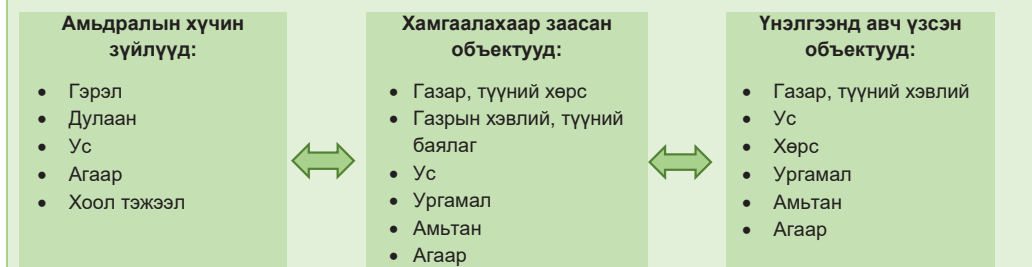 Амьдралын хүчин
зүйлүүд:
• Гэрэл
• Дулаан
• Ус
• Агаар
• Хоол тэжээл
Хамгаалахаар заасан
объектууд:
• Газар, түүний хөрс
• Газрын хэвлий, түүний
баялаг
• Ус
• Ургамал
• Амьтан
• Агаар
Үнэлгээнд авч үзсэн
объектууд:
• Газар, түүний хэвлий
• Ус
• Хөрс
• Ургамал
• Амьтан
• Агаар